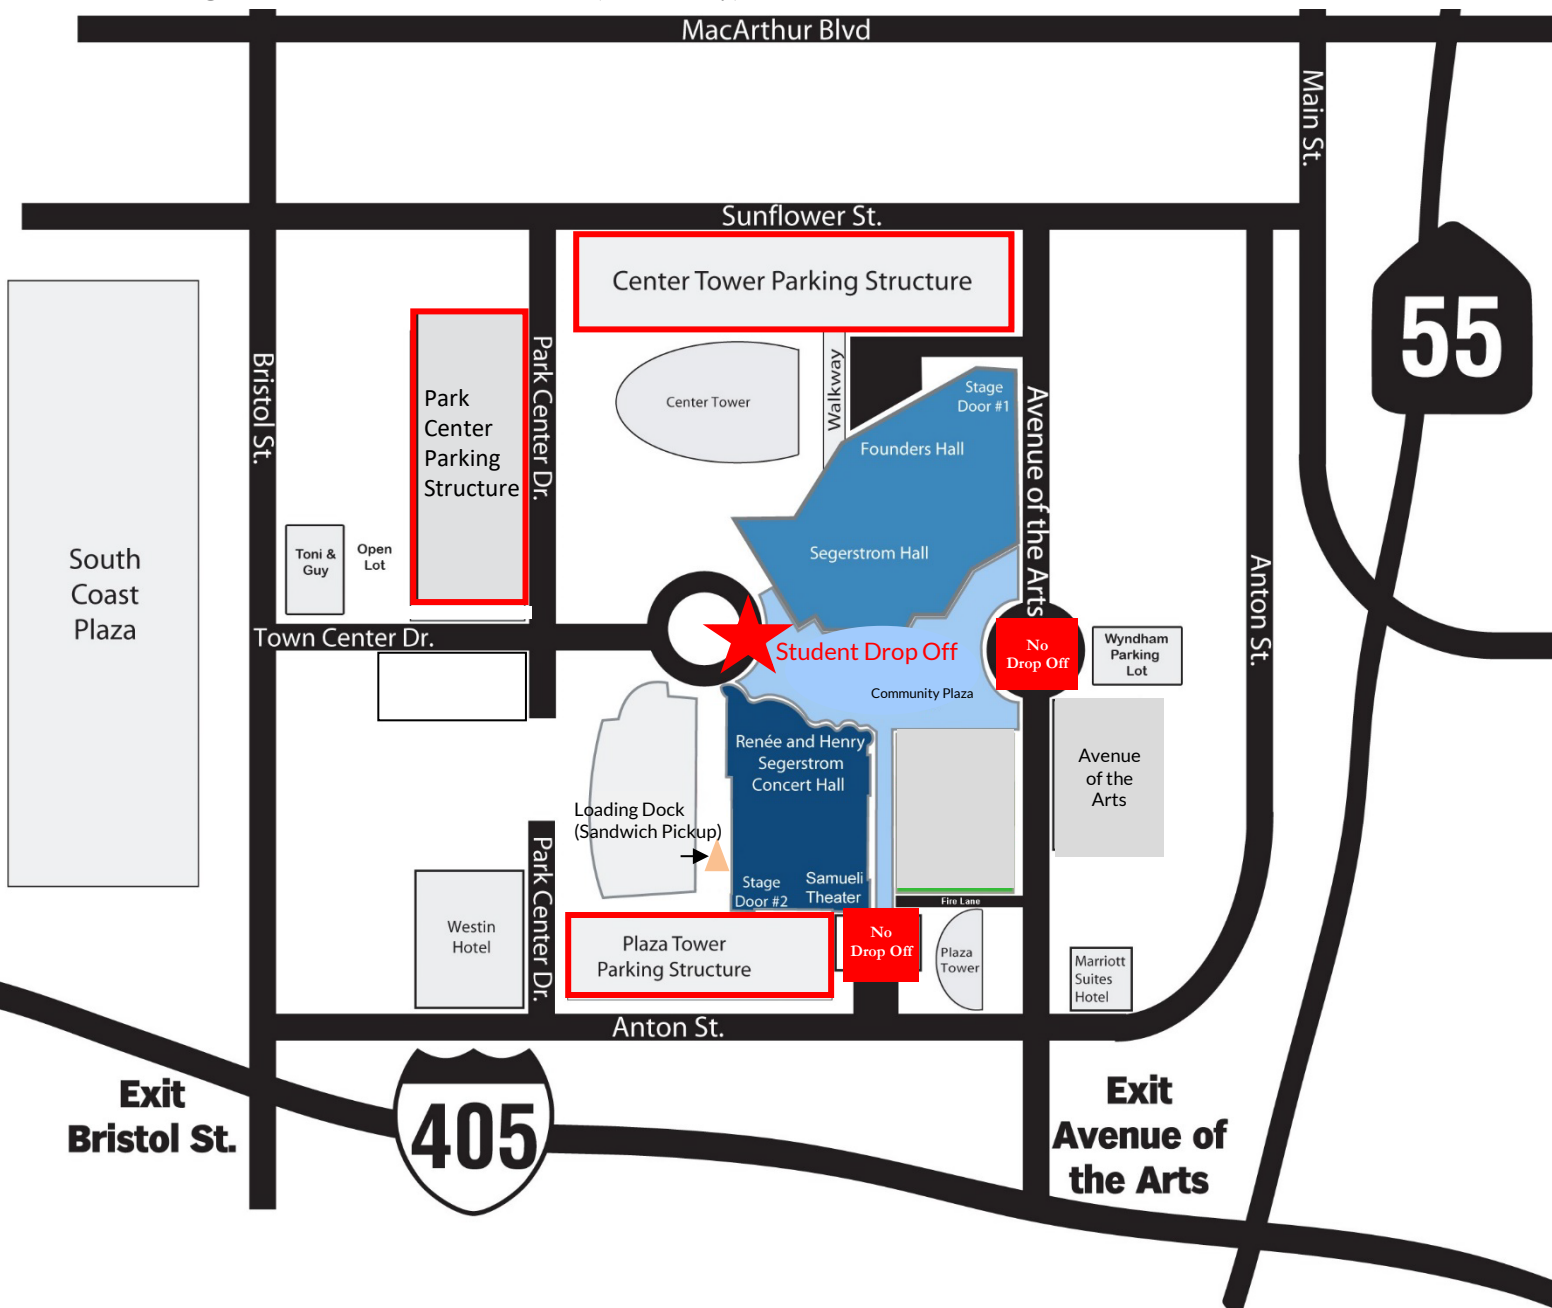 MacArthur Blvd
Main St.
Sunflower St.
Center Tower Parking Structure
55
Bristol St.
Park Center Dr.
Park
Center
Parking
Structure
Center Tower
Walkway
Stage
Door #1
Founders Hall
Avenue of the Arts
Segerstrom Hall
South
Coast
Plaza
Toni &
Guy
Open
Lot
Anton St.
Town Center Dr.
Student Drop Off
No
Drop Off
Wyndham
Parking
Lot
Community Plaza
Renée and Henry
Segerstrom
Concert Hall
Avenue
of the
Arts
Loading Dock
(Sandwich Pickup)
Park Center Dr.
Stage
Door #2
Samueli
Theater
Fire Lane
Westin
Hotel
Plaza Tower
Parking Structure
No
Drop Off
Plaza
Tower
Marriott
Suites
Hotel
Anton St.
Exit
Bristol St.
405
Exit
Avenue of
the Arts